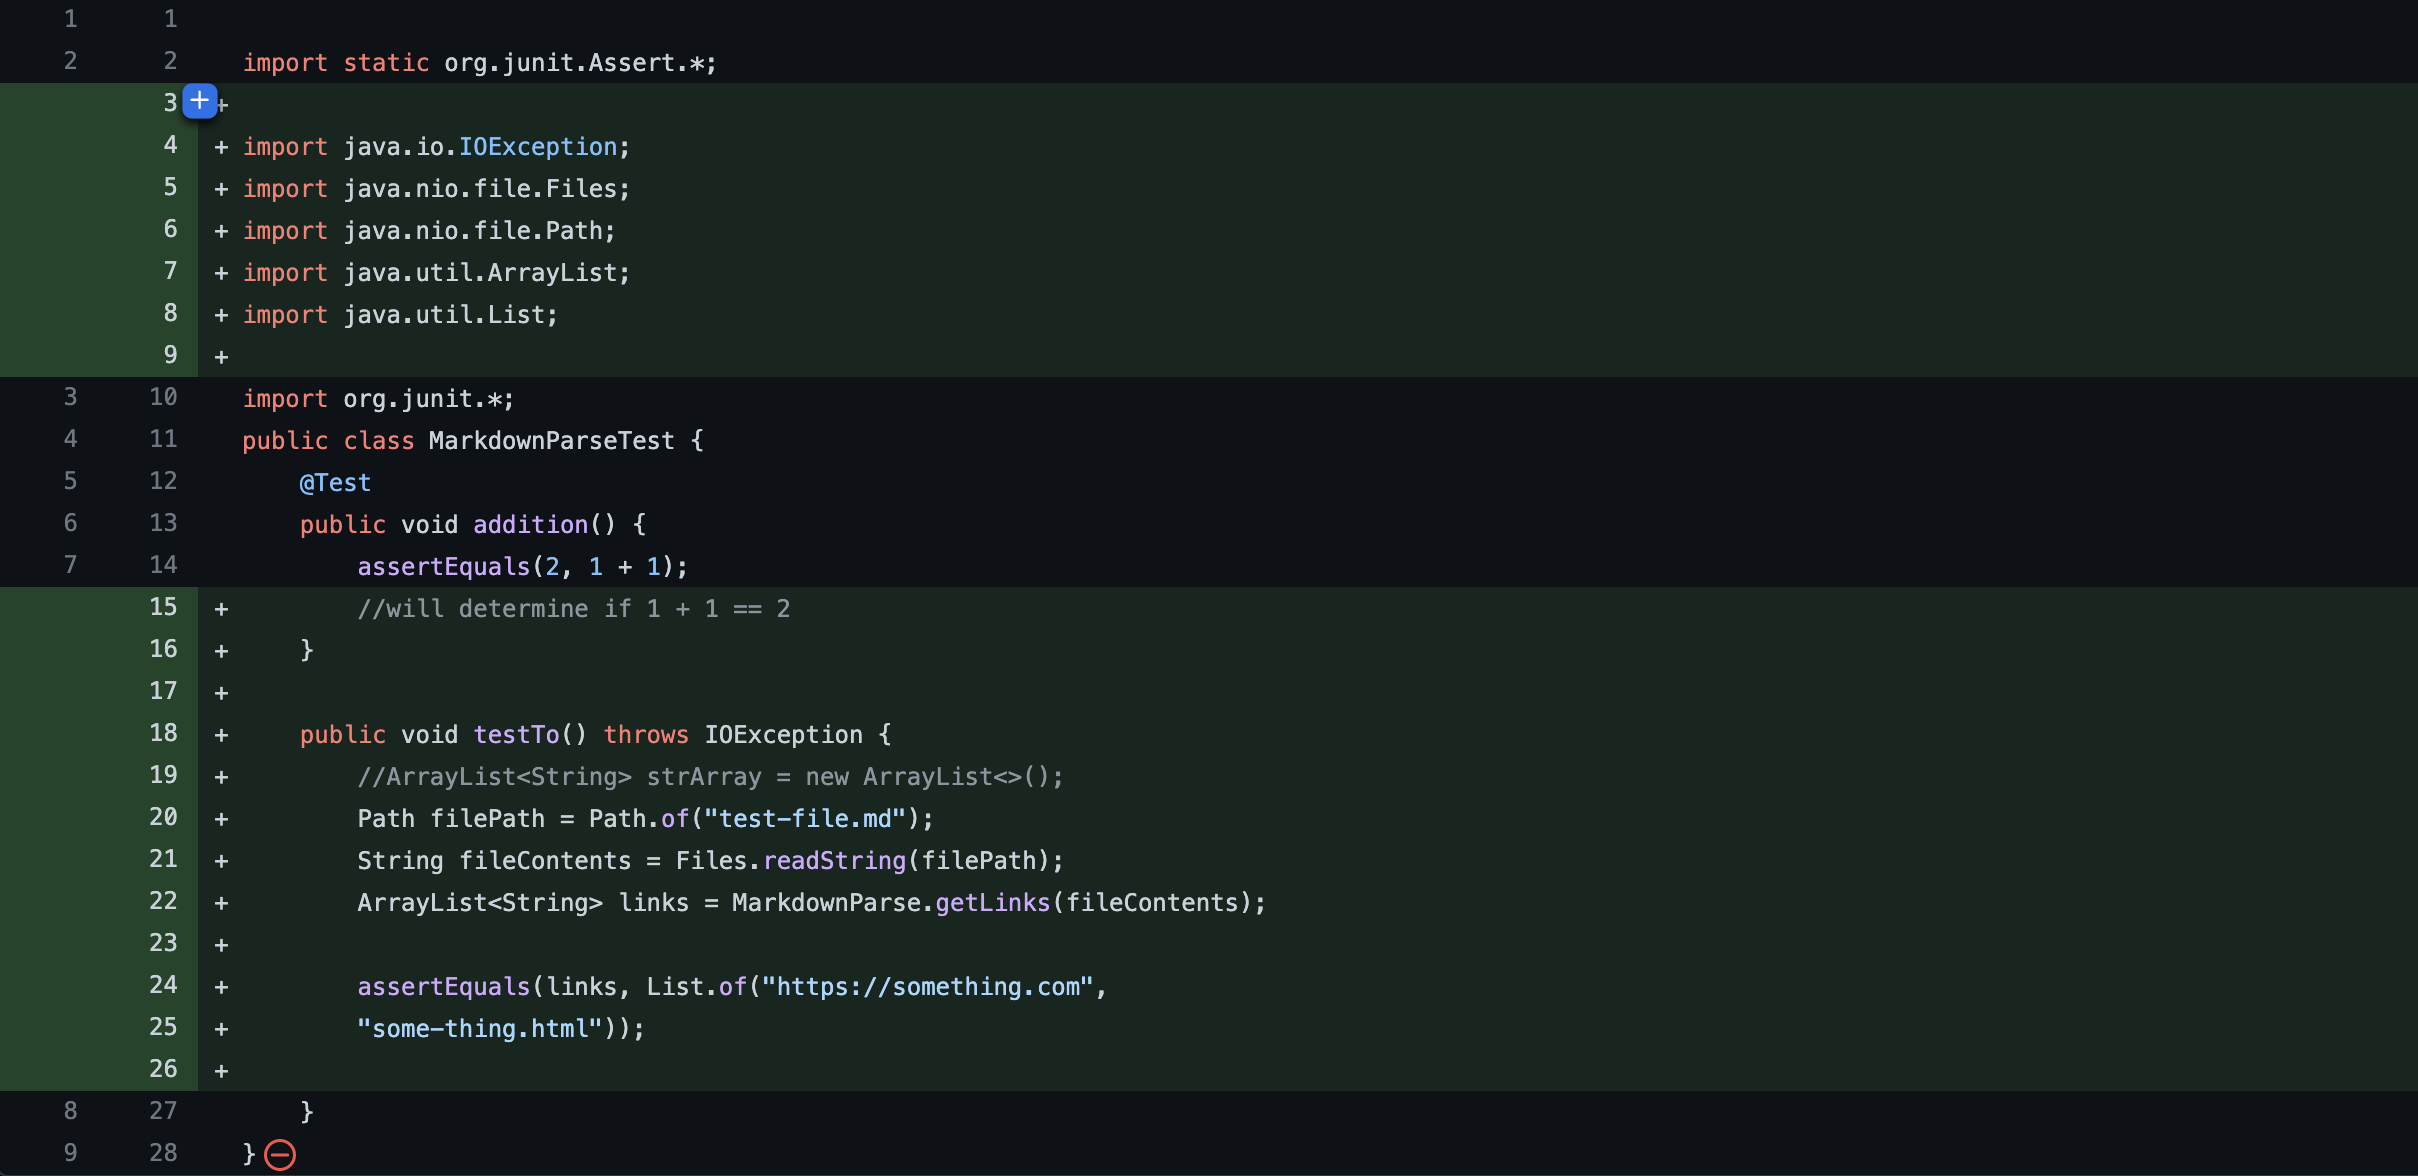 1 1
2 2 import static org.junit.Assert.*;
3 +
4 + import java.io.IOException;
5 + import java.nio.file.Files;
6 + import java.nio.file.Path;
7 + import java.util.ArrayList;
8 + import java.util.List;
9 +
3 10 import org.junit.*;
4 11 public class MarkdownParseTest {
5 12     @Test
6 13     public void addition() {
7 14         assertEquals(2, 1 + 1);
15 +         //will determine if 1 + 1 == 2
16 +     }
17 +
18 +     public void testTo() throws IOException {
19 +         //ArrayList<String> strArray = new ArrayList<>();
20 +         Path filePath = Path.of("test-file.md");
21 +         String fileContents = Files.readString(filePath);
22 +         ArrayList<String> links = MarkdownParse.getLinks(fileContents);
23 +
24 +         assertEquals(links, List.of("https://something.com",
25 +         "some-thing.html"));
26 +
8 27     }
9 28 }